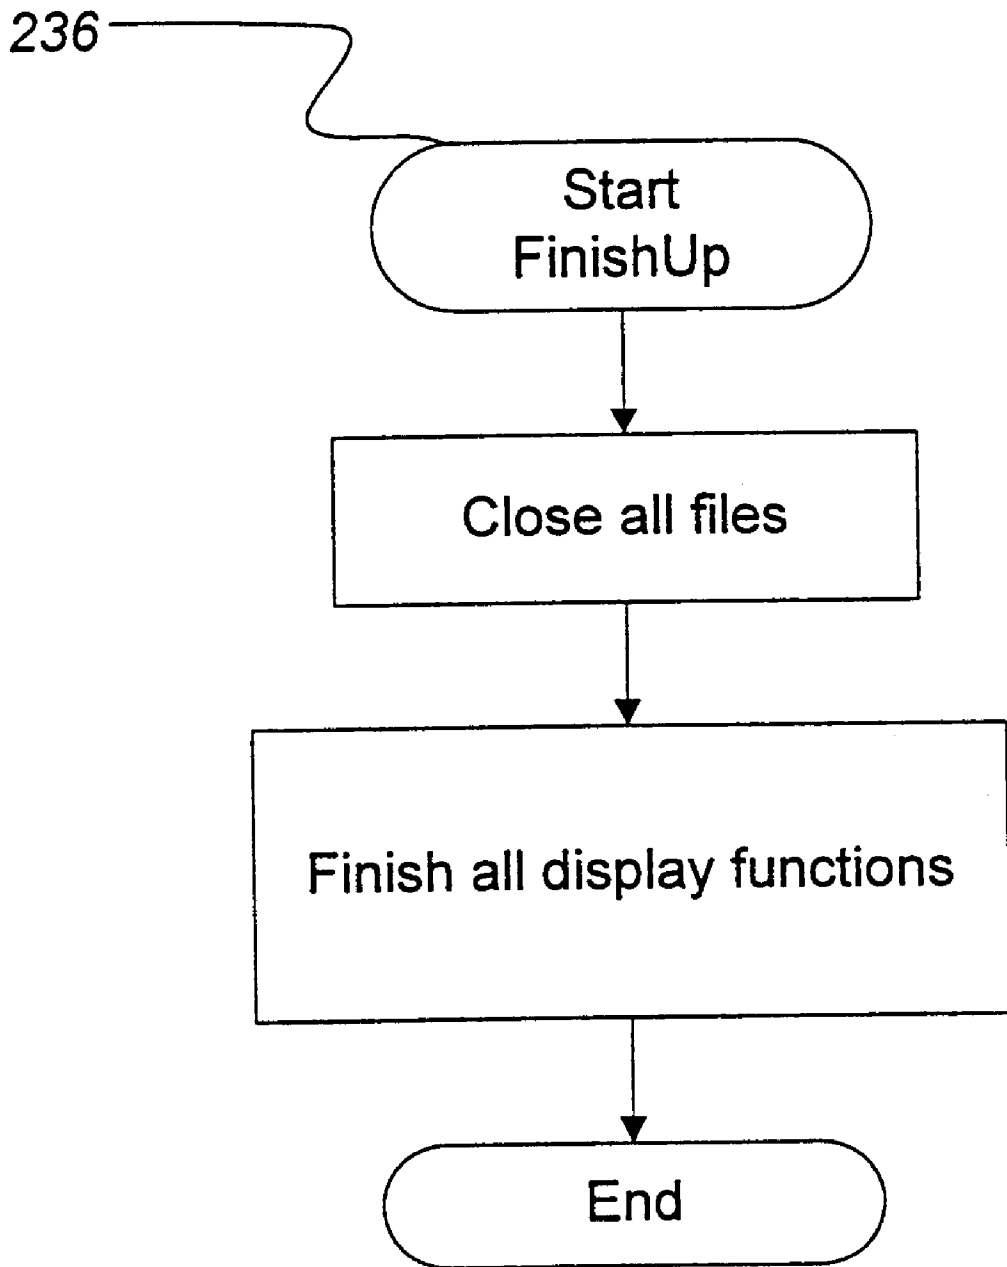 236
Start
FinishUp
Close all files
Finish all display functions
End